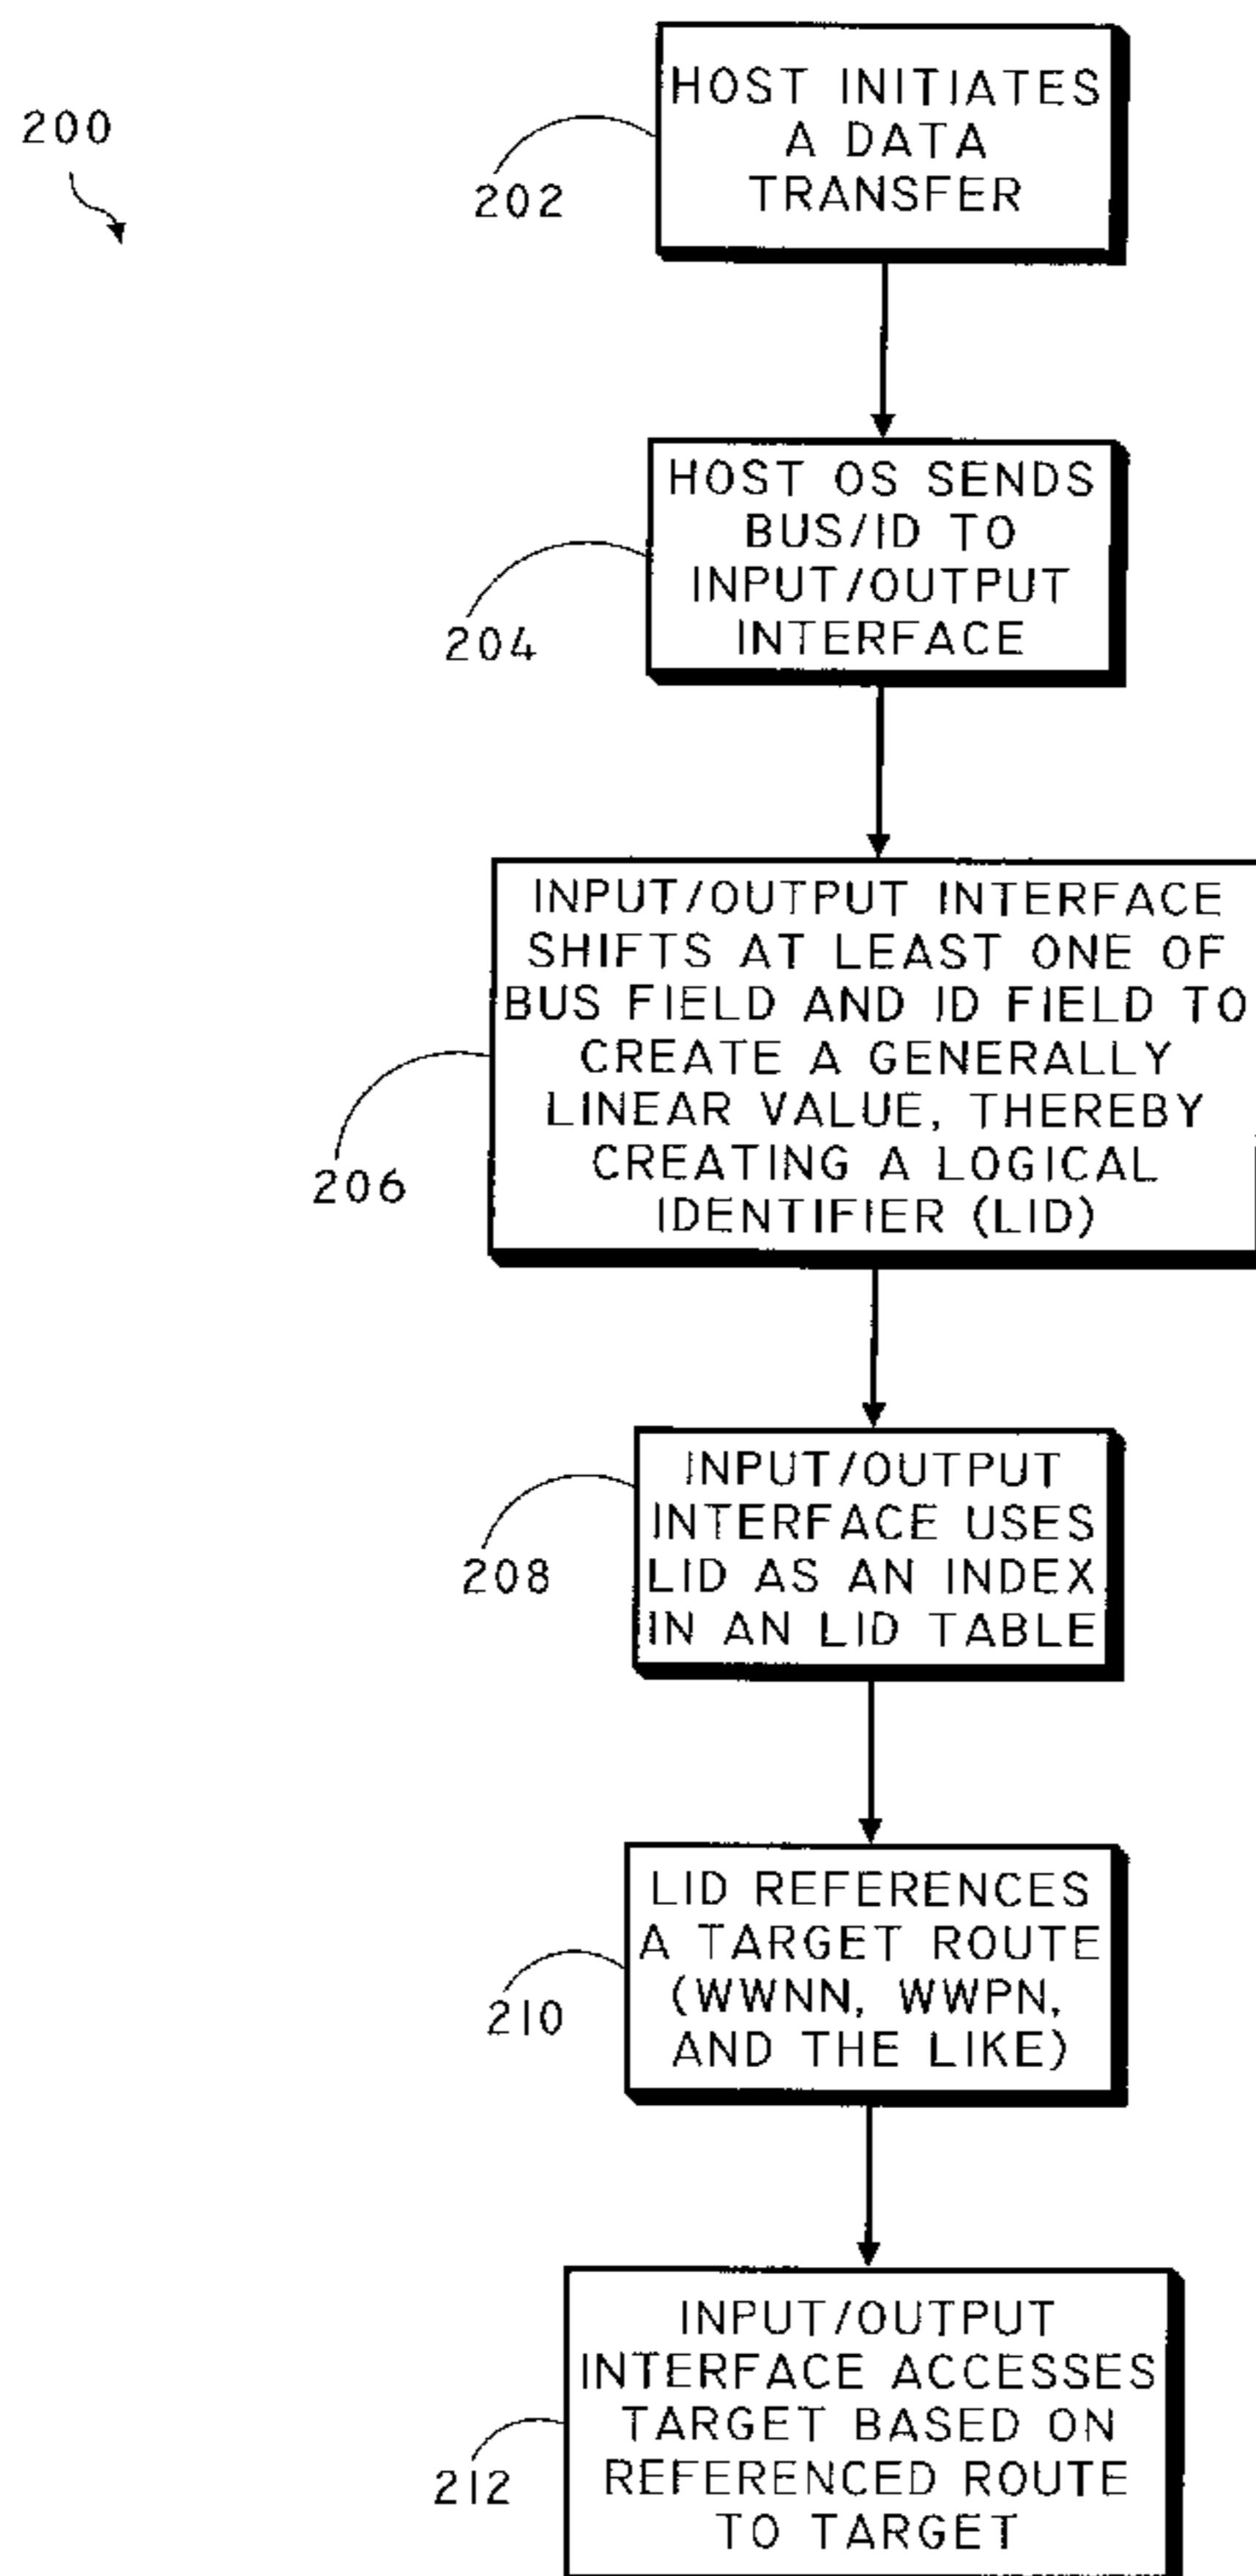 200
HOST INITIATES
A DATA
TRANSFER
202
HOST OS SENDS
BUS/ID TO
INPUT/OUTPUT
INTERFACE
204
INPUT/OUTPUT INTERFACE
SHIFTS AT LEAST ONE OF
BUS FIELD AND ID FIELD TO
CREATE A GENERALLY
LINEAR VALUE, THEREBY
CREATING A LOGICAL
IDENTIFIER (LID)
206
INPUT/OUTPUT
INTERFACE USES
LID AS AN INDEX
IN AN LID TABLE
208
LID REFERENCES
A TARGET ROUTE
(WWNN, WWPN,
AND THE LIKE)
210
INPUT/OUTPUT
INTERFACE ACCESSES
TARGET BASED ON
REFERENCED ROUTE
TO TARGET
212